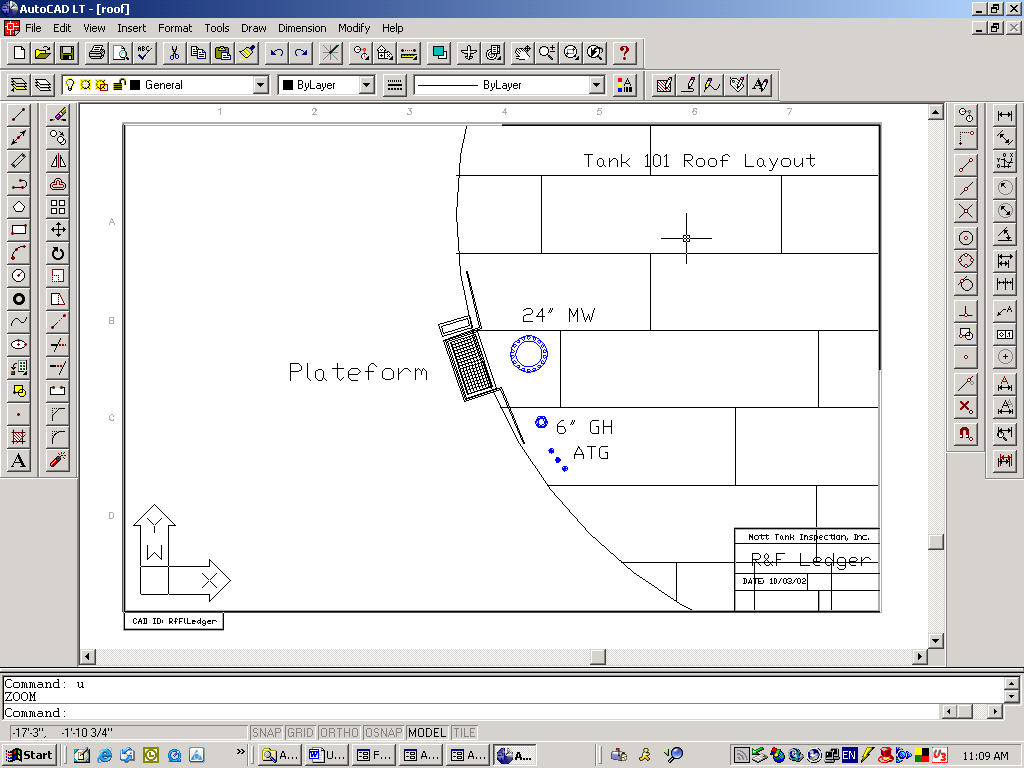 AutoCAD LT - [roof]
File Edit View Insert Format Tools Draw Dimension Modify Help
ABC
General ByLayer ByLayer
1 2 3 4 5 6 7
Tank 101 Roof Layout
A
24" MW
B
Plateform
C
6" GH
ATG
D
Y
W
X
Nott Tank Inspection, Inc.
R&F Ledger
DATE: 10/03/02
CAD ID: RfFlLedger
A
Command: u
ZOOM
Command:
-17'-3", -1'-10 3/4" SNAP GRID ORTHO OSNAP MODEL TILE
Start » A... U... F... A... A... A... EN 11:09 AM